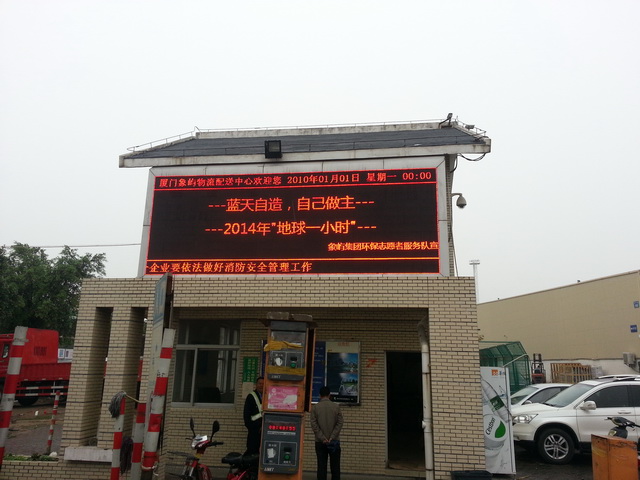 厦门象屿物流配送中心欢迎您 2010年01月01日 星期一 00:00
---蓝天自造，自己做主---
---2014年"地球一小时"---
象屿集团环保志愿者服务队宣
企业要依法做好消防安全管理工作